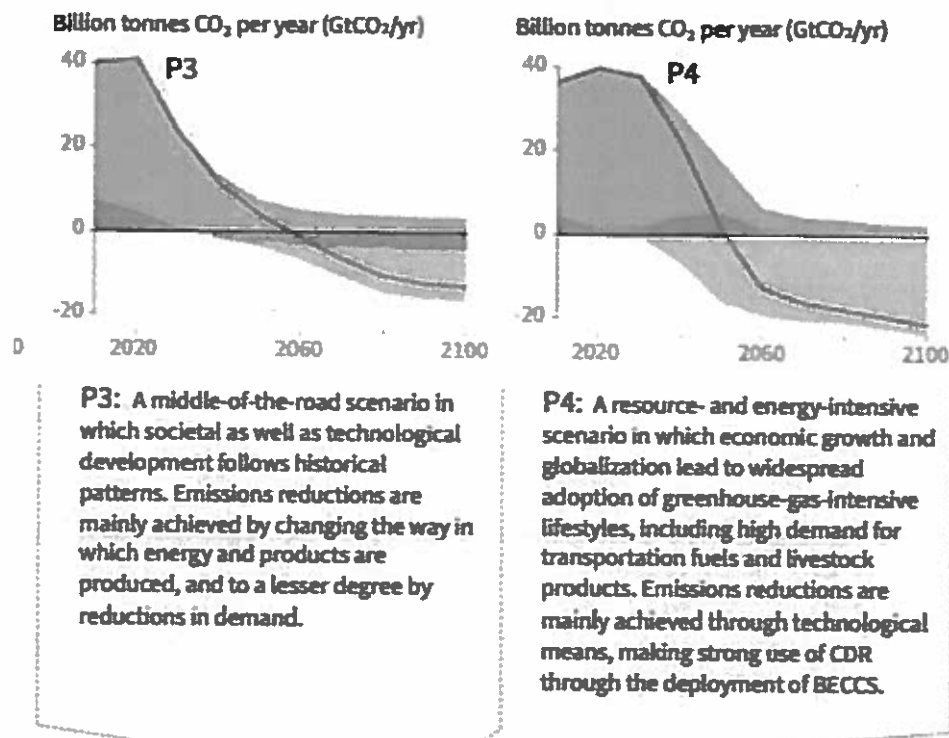 Billion tonnes CO₂ per year (GtCO₂/yr)
40
P3
20
0
-20
0
2020
2060
2100
P3: A middle-of-the-road scenario in
which societal as well as technological
development follows historical
patterns. Emissions reductions are
mainly achieved by changing the way in
which energy and products are
produced, and to a lesser degree by
reductions in demand.
Billion tonnes CO₂ per year (GtCO₂/yr)
40
P4
20
0
-20
2020
2060
2100
P4: A resource- and energy-intensive
scenario in which economic growth and
globalization lead to widespread
adoption of greenhouse-gas-intensive
lifestyles, including high demand for
transportation fuels and livestock
products. Emissions reductions are
mainly achieved through technological
means, making strong use of CDR
through the deployment of BECCS.